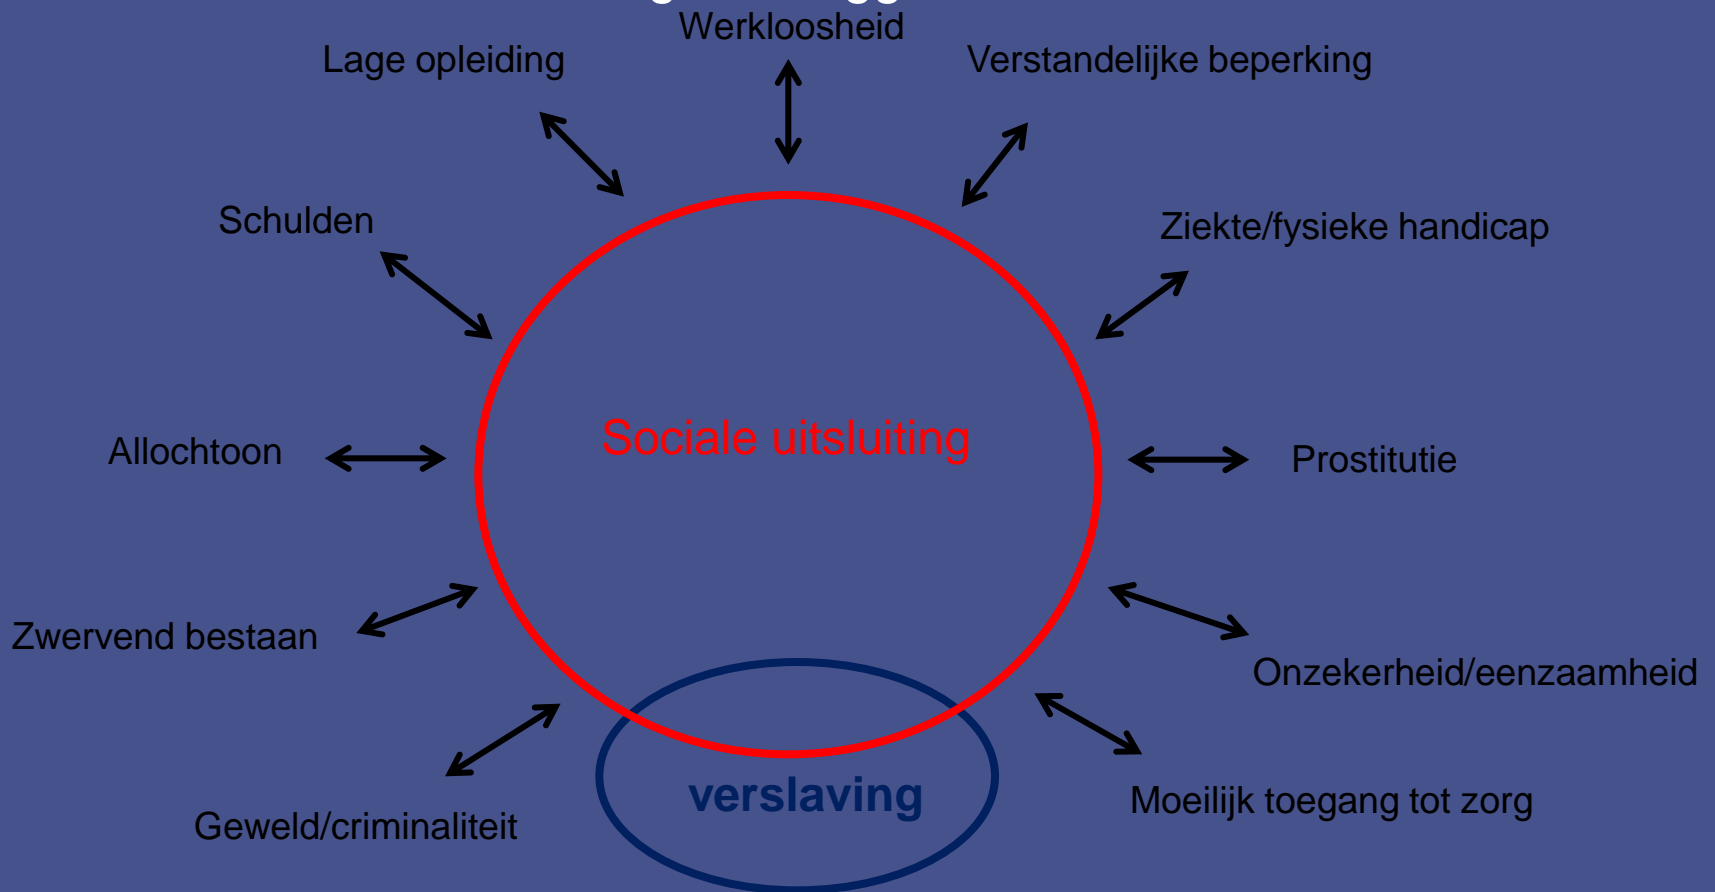 Werkloosheid
Lage opleiding
Verstandelijke beperking
Schulden
Ziekte/fysieke handicap
Sociale uitsluiting
Allochtoon
Prostitutie
Zwervend bestaan
Onzekerheid/eenzaamheid
verslaving
Moeilijk toegang tot zorg
Geweld/criminaliteit